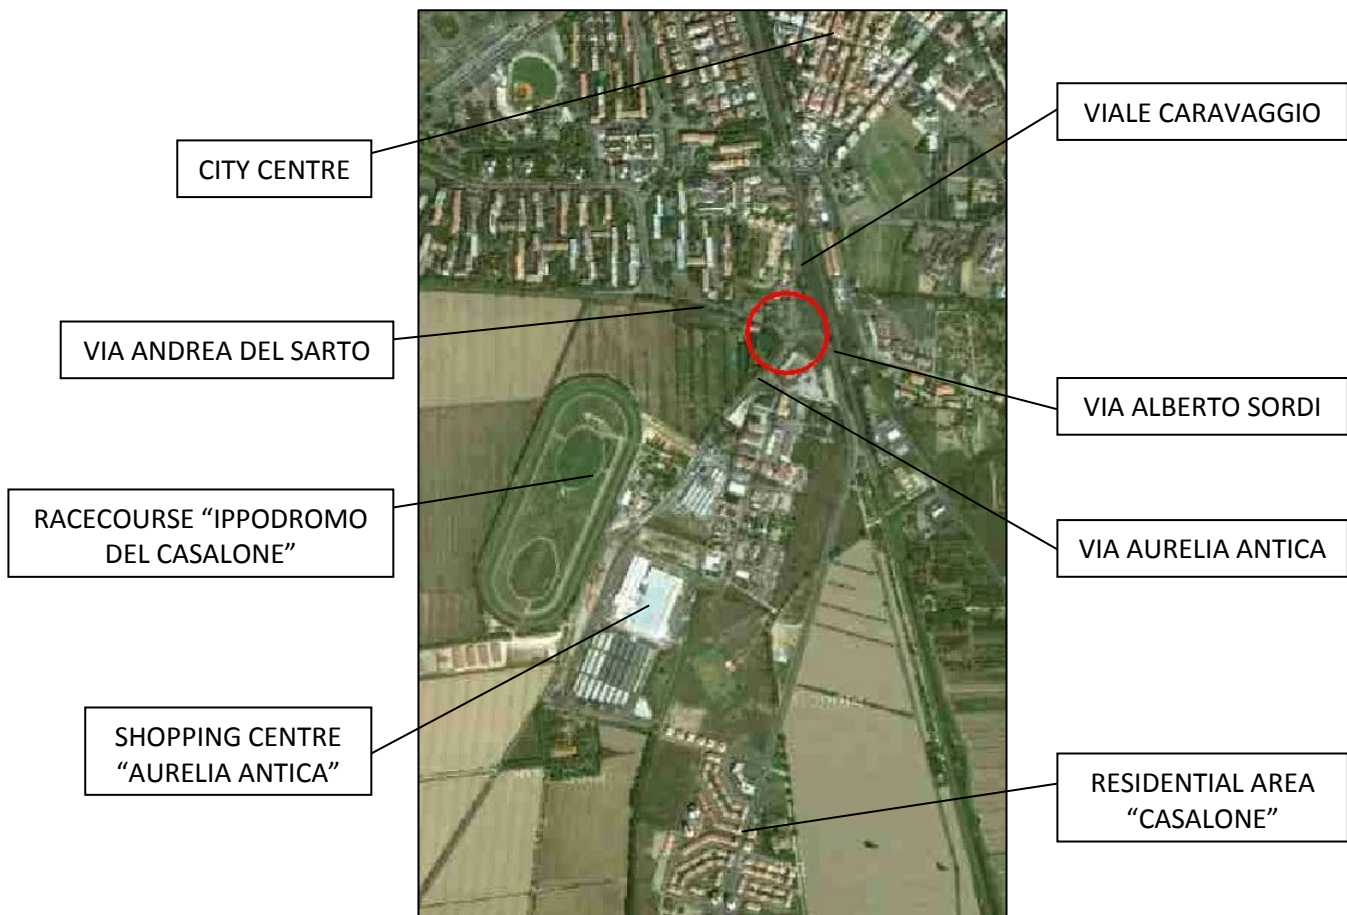 CITY CENTRE
VIALE CARAVAGGIO
VIA ANDREA DEL SARTO
VIA ALBERTO SORDI
RACECOURSE “IPPODROMO
DEL CASALONE”
VIA AURELIA ANTICA
SHOPPING CENTRE
“AURELIA ANTICA”
RESIDENTIAL AREA
“CASALONE”